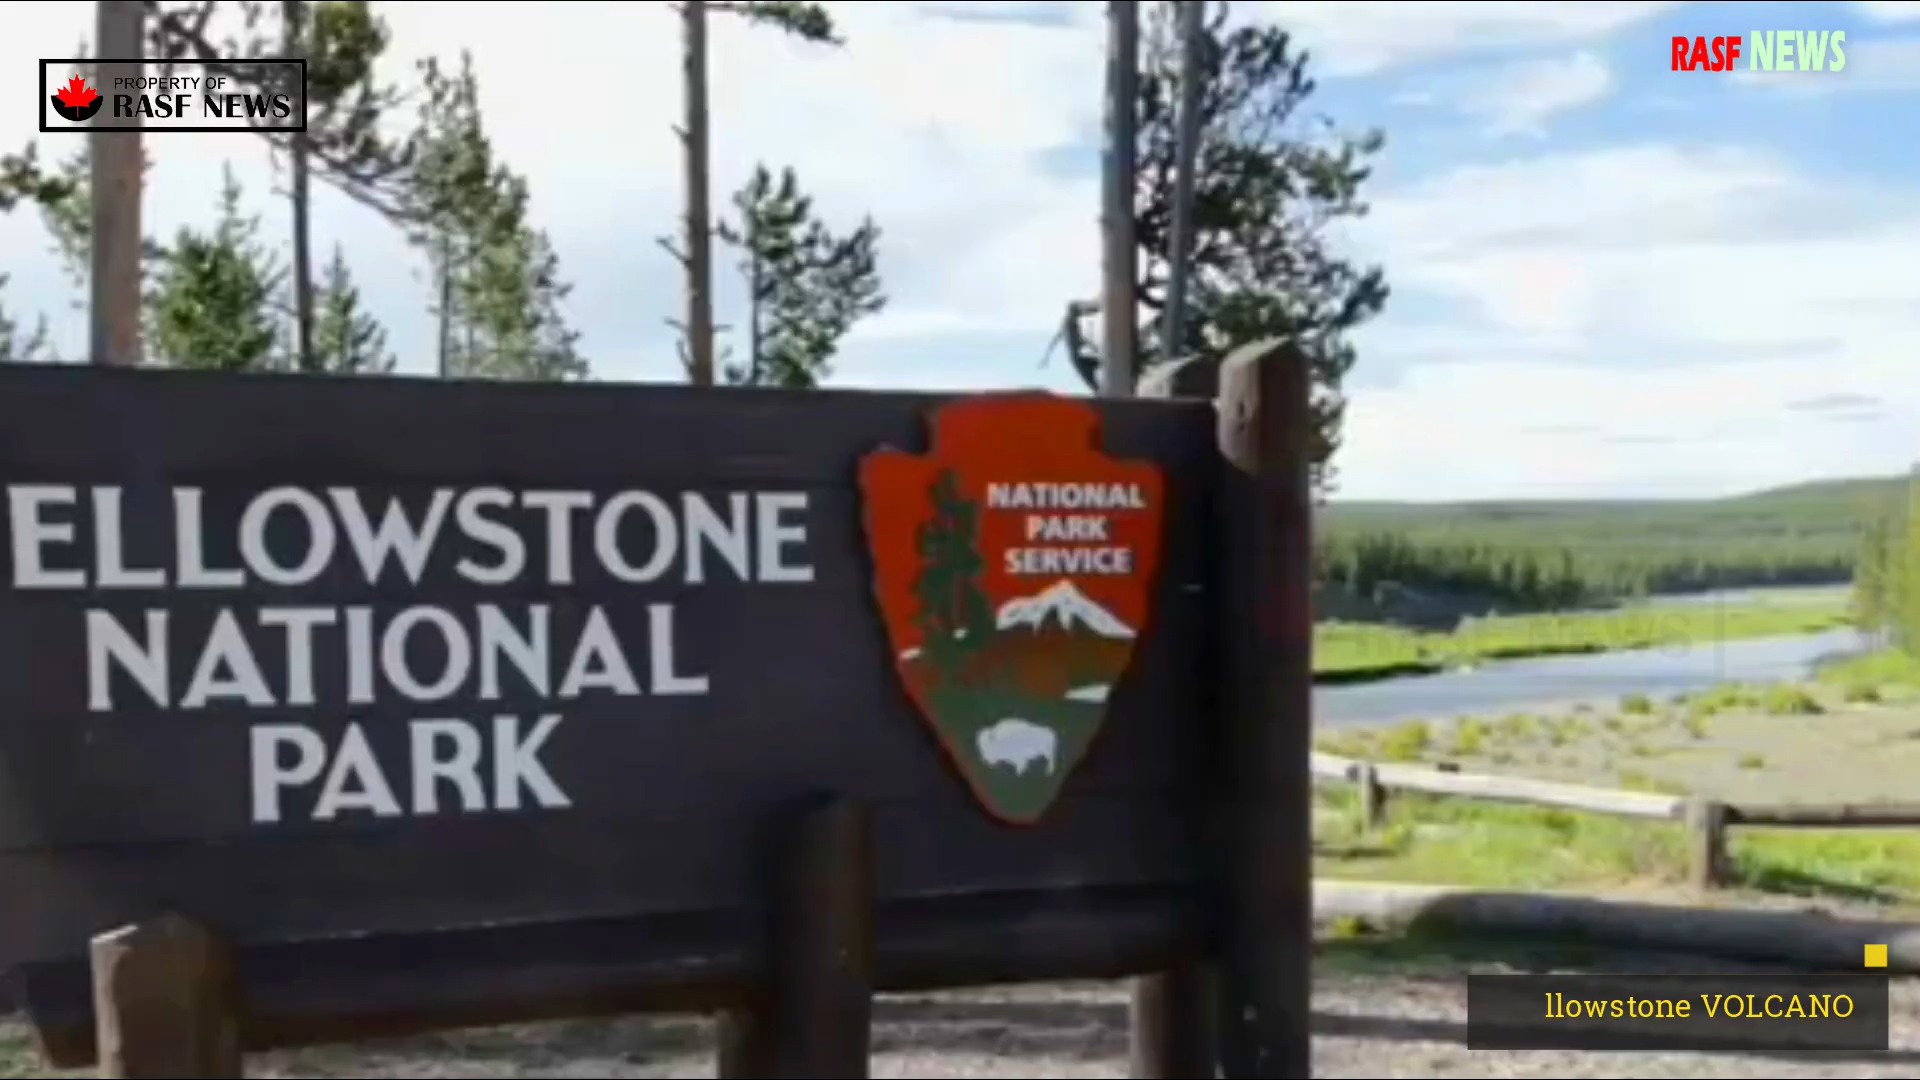 PROPERTY OF
RASF NEWS
RASF NEWS
ELLOWSTONE
NATIONAL
PARK
NATIONAL
PARK
SERVICE
llowstone VOLCANO